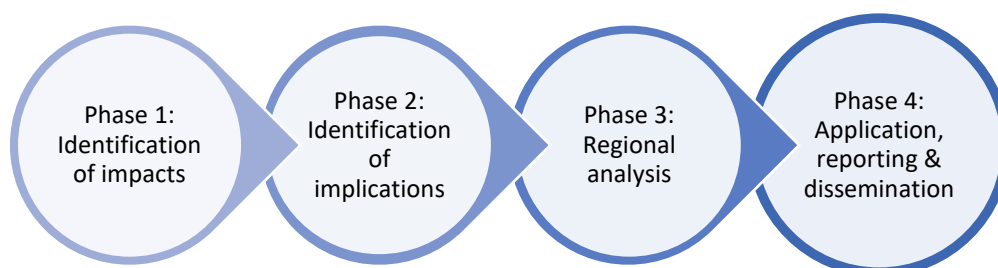 Phase 1:
Identification
of impacts
Phase 2:
Identification
of
implications
Phase 3:
Regional
analysis
Phase 4:
Application,
reporting &
dissemination